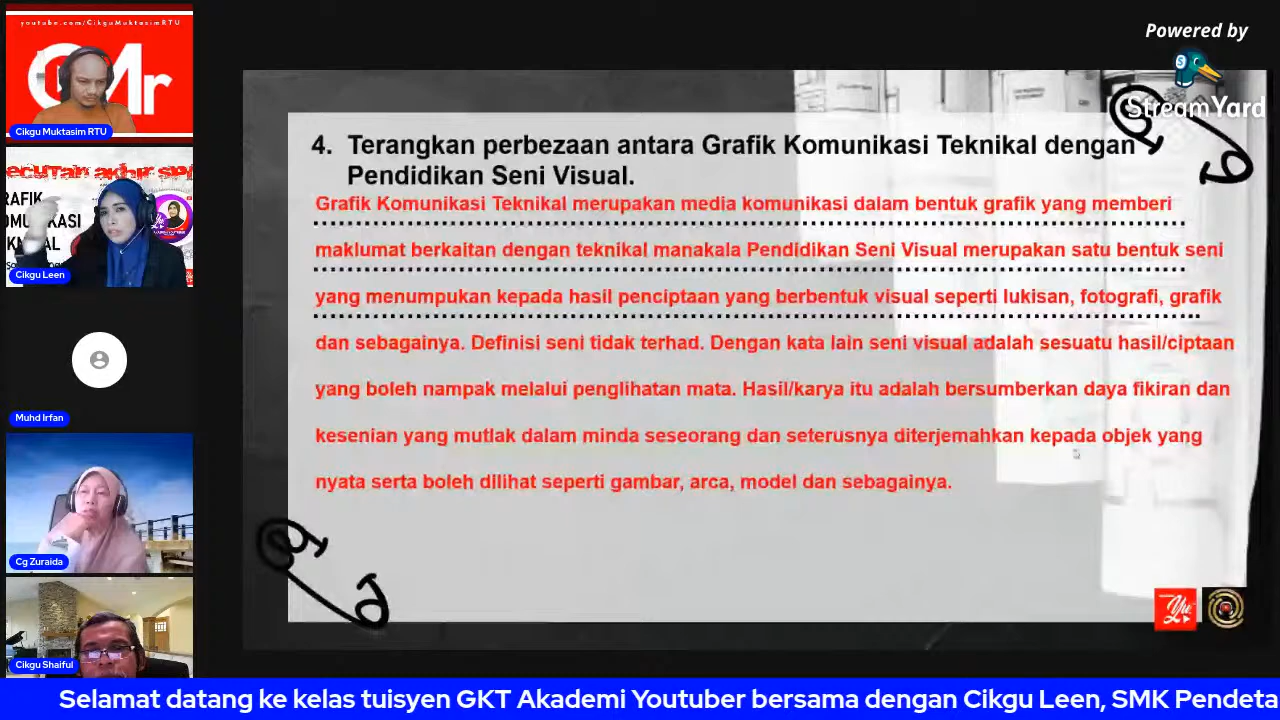 youtube.com/CikguMuktasimRTU
Cikgu Muktasim RTU
Cikgu Leen
Muhd Irfan
Cg Zuraida
Cikgu Shaiful
Powered by
StreamYard
4. Terangkan perbezaan antara Grafik Komunikasi Teknikal dengan
Pendidikan Seni Visual.
Grafik Komunikasi Teknikal merupakan media komunikasi dalam bentuk grafik yang memberi
maklumat berkaitan dengan teknikal manakala Pendidikan Seni Visual merupakan satu bentuk seni
yang menumpukan kepada hasil penciptaan yang berbentuk visual seperti lukisan, fotografi, grafik
dan sebagainya. Definisi seni tidak terhad. Dengan kata lain seni visual adalah sesuatu hasil/ciptaan
yang boleh nampak melalui penglihatan mata. Hasil/karya itu adalah bersumberkan daya fikiran dan
kesenian yang mutlak dalam minda seseorang dan seterusnya diterjemahkan kepada objek yang
nyata serta boleh dilihat seperti gambar, arca, model dan sebagainya.
Selamat datang ke kelas tuisyen GKT Akademi Youtuber bersama dengan Cikgu Leen, SMK Pendeta